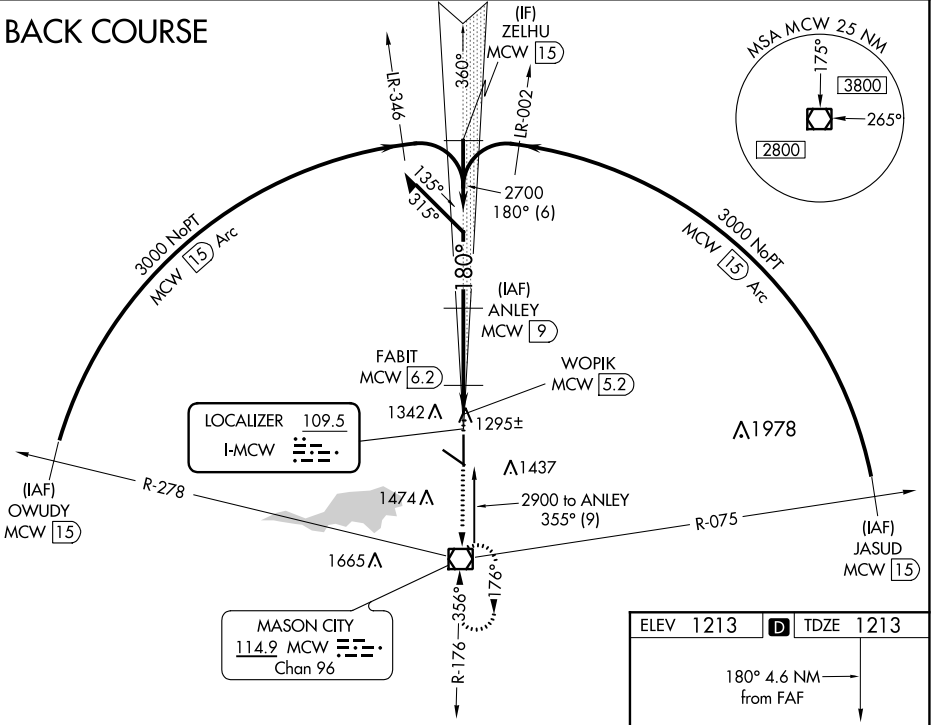 BACK COURSE
(IF)
ZELHU
MCW 15
360°
LR-346
LR-002
MSA MCW 25 NM
175°
3800
265°
2800
135°
315°
2700
180° (6)
3000 NoPT
MCW 15 Arc
3000 NoPT
MCW 15 Arc
180°
(IAF)
ANLEY
MCW 9
FABIT
MCW 6.2
WOPIK
MCW 5.2
1342
1295±
1978
LOCALIZER 109.5
I-MCW
1437
1474
2900 to ANLEY
355° (9)
R-278
R-075
(IAF)
OWUDY
MCW 15
(IAF)
JASUD
MCW 15
1665
176°
356°
R-176
MASON CITY
114.9 MCW
Chan 96
ELEV 1213 D TDZE 1213
180° 4.6 NM
from FAF